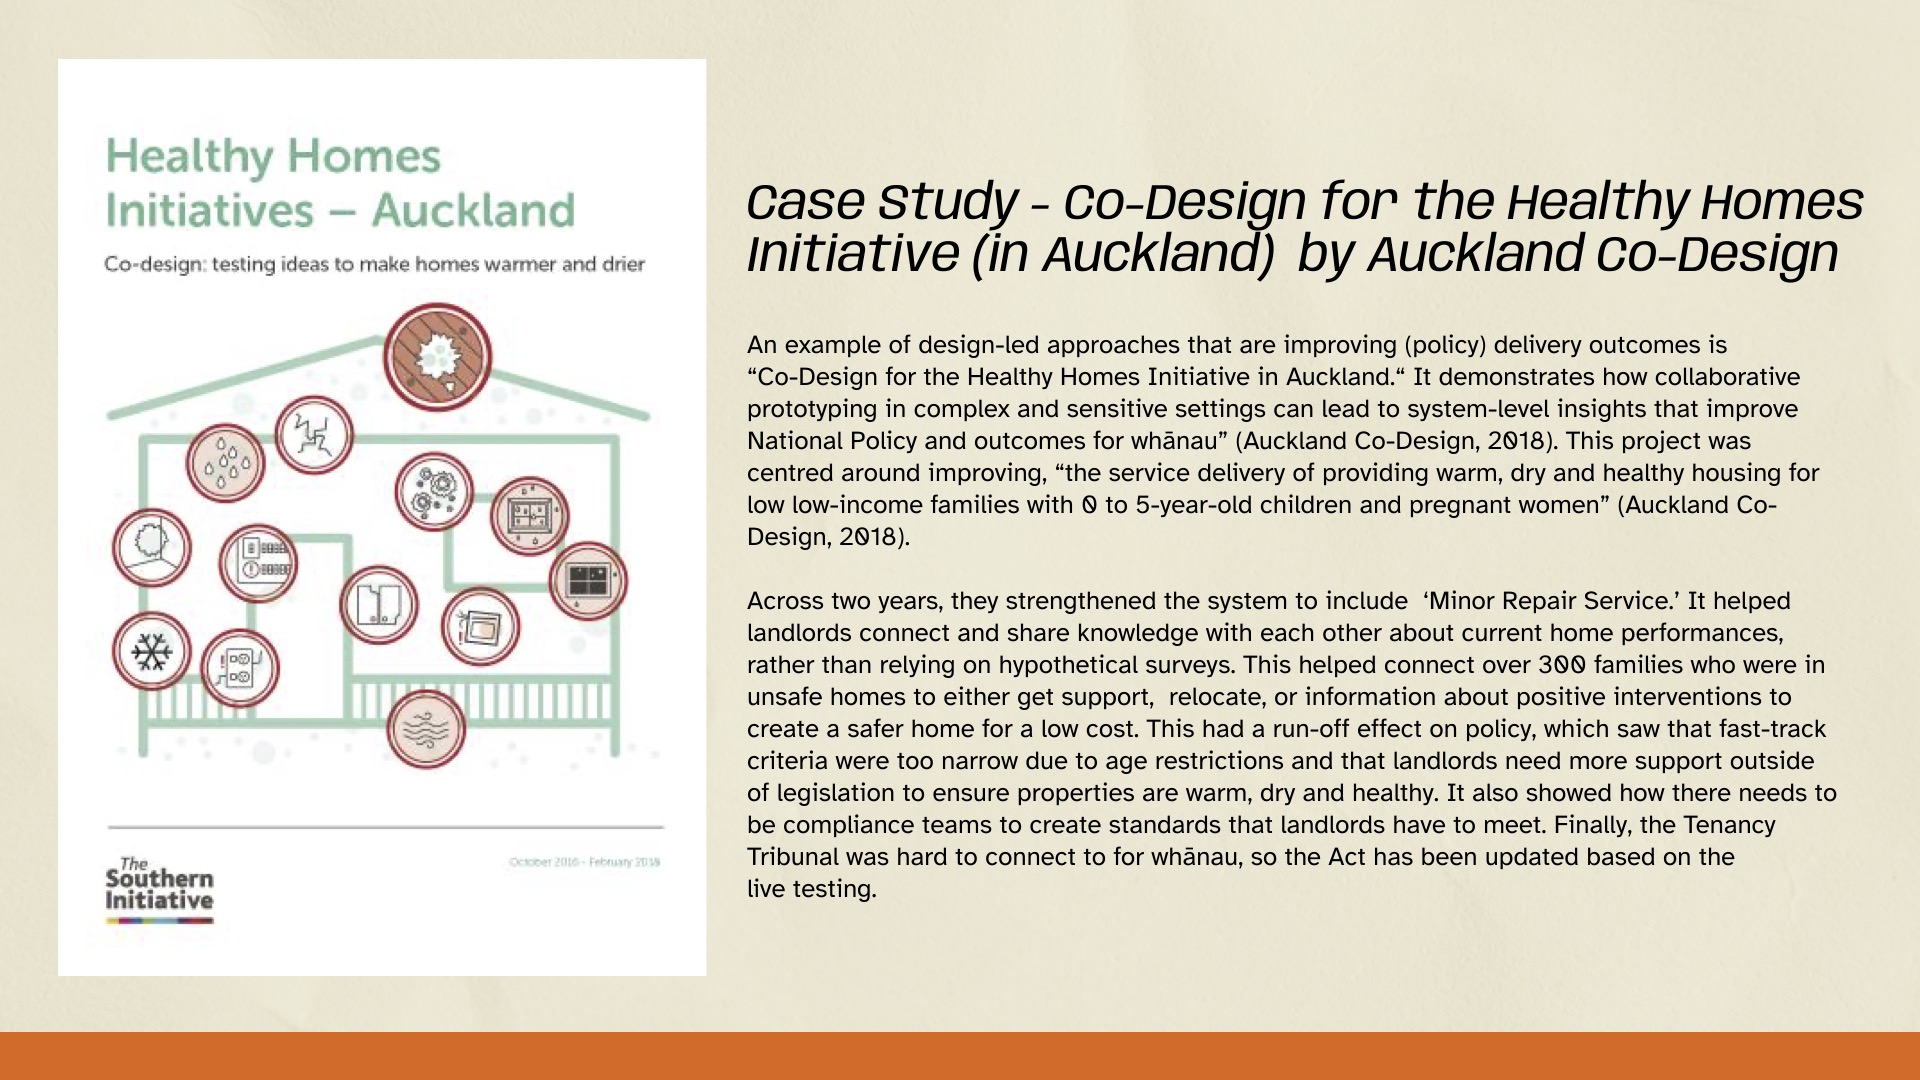 Healthy Homes
Initiatives – Auckland
Co-design: testing ideas to make homes warmer and drier
The
Southern
Initiative
October 2016 - February 2018
Case Study - Co-Design for the Healthy Homes
Initiative (in Auckland)  by Auckland Co-Design
An example of design-led approaches that are improving (policy) delivery outcomes is
“Co-Design for the Healthy Homes Initiative in Auckland.“ It demonstrates how collaborative
prototyping in complex and sensitive settings can lead to system-level insights that improve
National Policy and outcomes for whānau” (Auckland Co-Design, 2018). This project was
centred around improving, “the service delivery of providing warm, dry and healthy housing for
low low-income families with 0 to 5-year-old children and pregnant women” (Auckland Co-
Design, 2018).
Across two years, they strengthened the system to include  ‘Minor Repair Service.’ It helped
landlords connect and share knowledge with each other about current home performances,
rather than relying on hypothetical surveys. This helped connect over 300 families who were in
unsafe homes to either get support,  relocate, or information about positive interventions to
create a safer home for a low cost. This had a run-off effect on policy, which saw that fast-track
criteria were too narrow due to age restrictions and that landlords need more support outside
of legislation to ensure properties are warm, dry and healthy. It also showed how there needs to
be compliance teams to create standards that landlords have to meet. Finally, the Tenancy
Tribunal was hard to connect to for whānau, so the Act has been updated based on the
live testing.